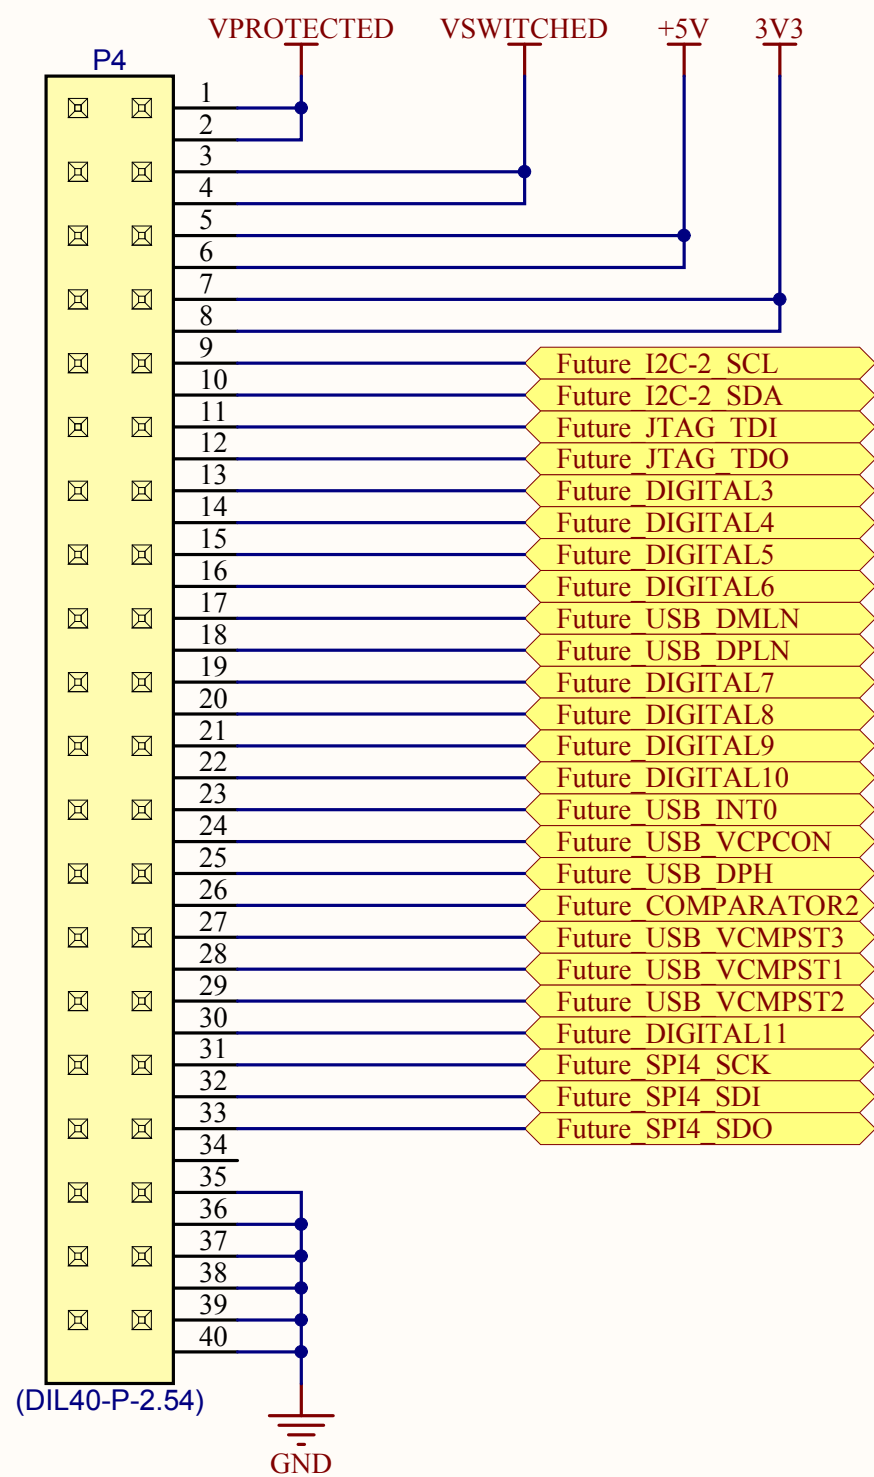 VPROTECTED VSWITCHED +5V 3V3
P4
1
2
3
4
5
6
7
8
9 Future_I2C-2_SCL
10 Future_I2C-2_SDA
11 Future_JTAG_TDI
12 Future_JTAG_TDO
13 Future_DIGITAL3
14 Future_DIGITAL4
15 Future_DIGITAL5
16 Future_DIGITAL6
17 Future_USB_DMLN
18 Future_USB_DPLN
19 Future_DIGITAL7
20 Future_DIGITAL8
21 Future_DIGITAL9
22 Future_DIGITAL10
23 Future_USB_INT0
24 Future_USB_VCPCON
25 Future_USB_DPH
26 Future_COMPARATOR2
27 Future_USB_VCMPST3
28 Future_USB_VCMPST1
29 Future_USB_VCMPST2
30 Future_DIGITAL11
31 Future_SPI4_SCK
32 Future_SPI4_SDI
33 Future_SPI4_SDO
34
35
36
37
38
39
40
(DIL40-P-2.54)
GND